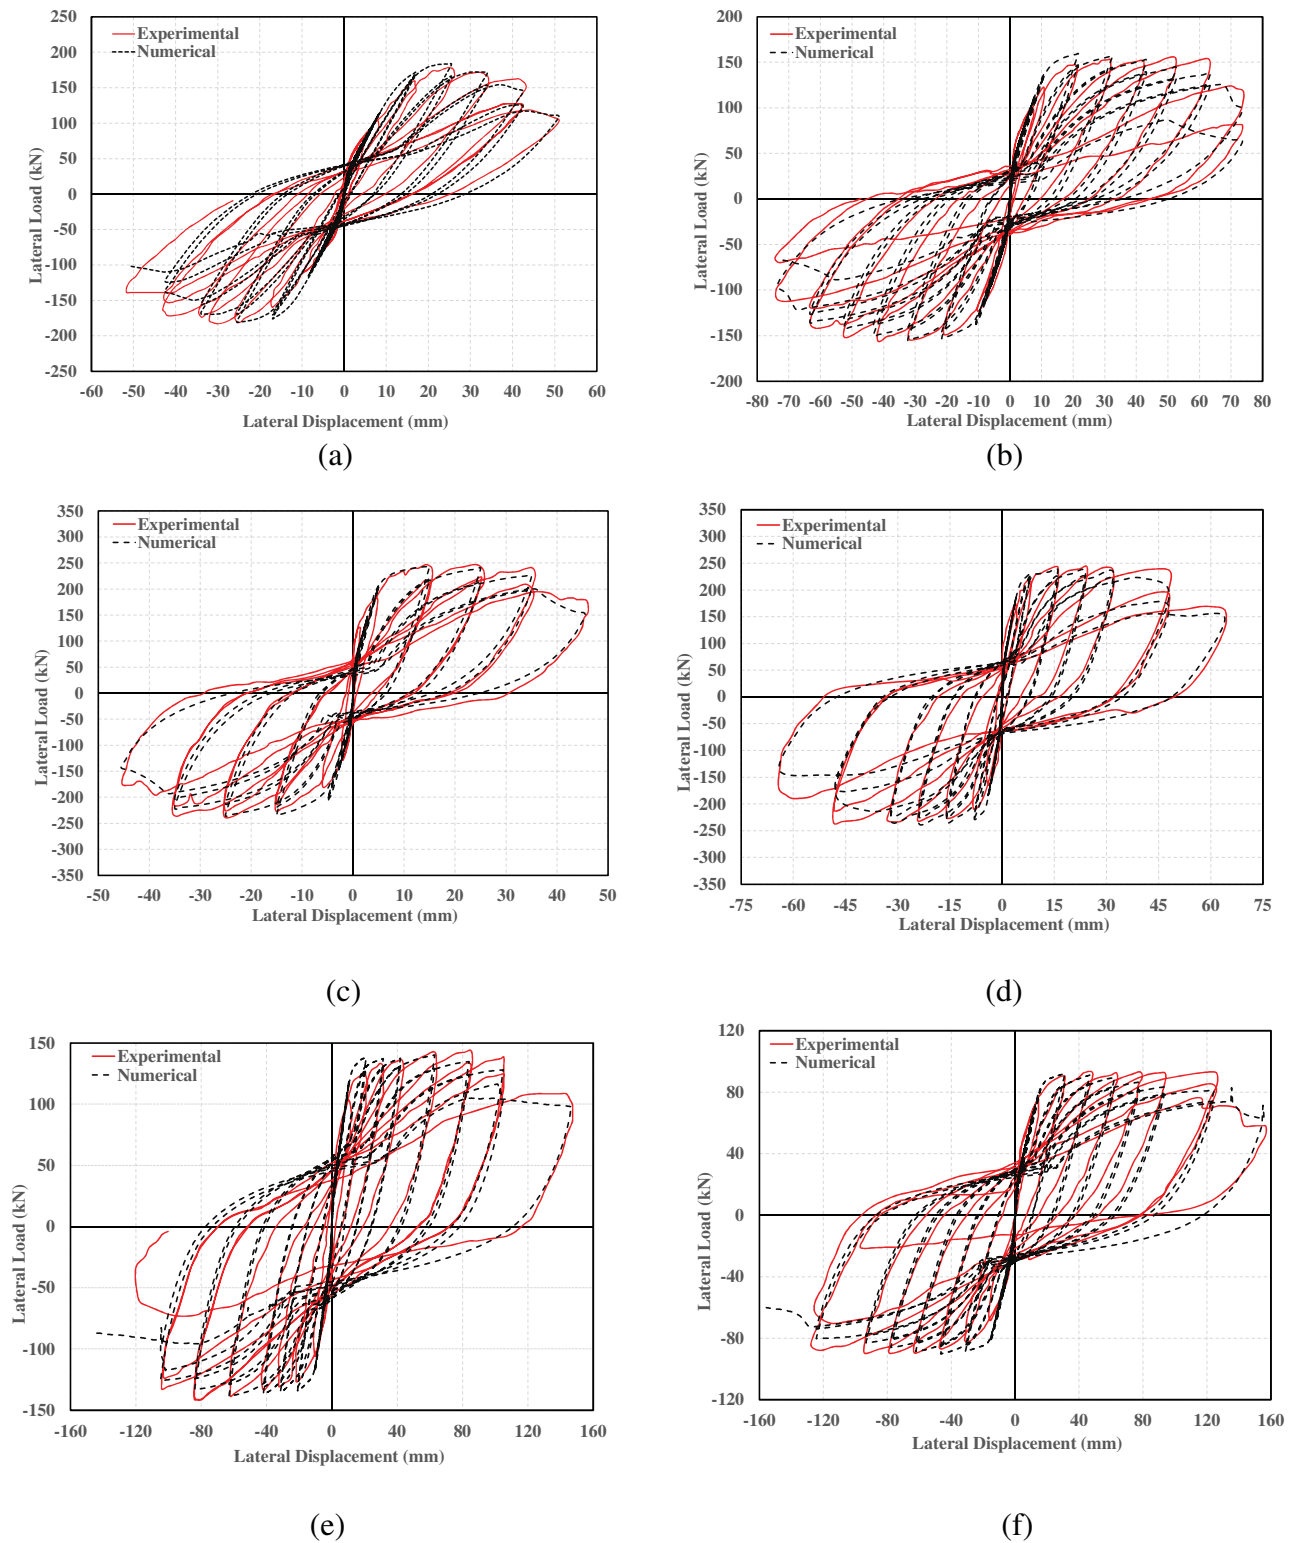 250
200
150
100
50
0
-50
-100
-150
-200
-250
Lateral Load (kN)
Experimental
Numerical
-60 -50 -40 -30 -20 -10 0 10 20 30 40 50 60
Lateral Displacement (mm)
(a)
200
150
100
50
0
-50
-100
-150
-200
Lateral Load (kN)
Experimental
Numerical
-80 -70 -60 -50 -40 -30 -20 -10 0 10 20 30 40 50 60 70 80
Lateral Displacement (mm)
(b)
350
300
250
200
150
100
50
0
-50
-100
-150
-200
-250
-300
-350
Lateral Load (kN)
Experimental
Numerical
-50 -40 -30 -20 -10 0 10 20 30 40 50
Lateral Displacement (mm)
(c)
350
300
250
200
150
100
50
0
-50
-100
-150
-200
-250
-300
-350
Lateral Load (kN)
Experimental
Numerical
-75 -60 -45 -30 -15 0 15 30 45 60 75
Lateral Displacement (mm)
(d)
150
100
50
0
-50
-100
-150
Lateral Load (kN)
Experimental
Numerical
-160 -120 -80 -40 0 40 80 120 160
Lateral Displacement (mm)
(e)
120
80
40
0
-40
-80
-120
Lateral Load (kN)
Experimental
Numerical
-160 -120 -80 -40 0 40 80 120 160
Lateral Displacement (mm)
(f)